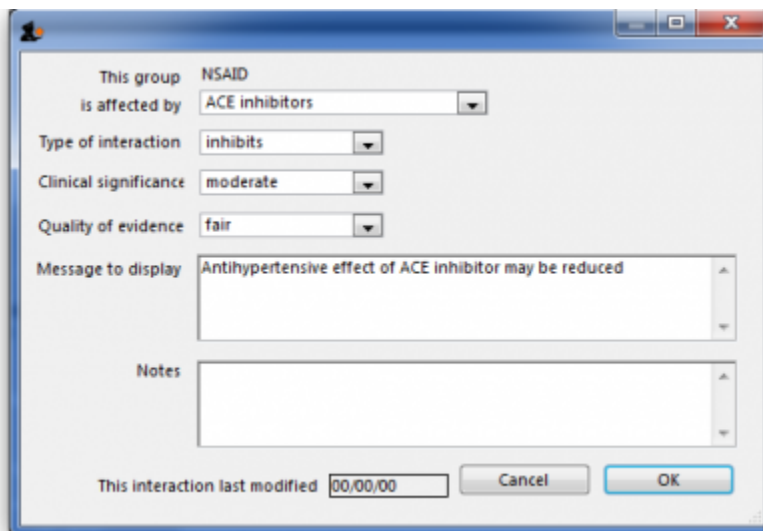 This group NSAID
is affected by ACE inhibitors
Type of interaction inhibits
Clinical significance moderate
Quality of evidence fair
Message to display Antihypertensive effect of ACE inhibitor may be reduced
Notes
This interaction last modified 00/00/00 Cancel OK